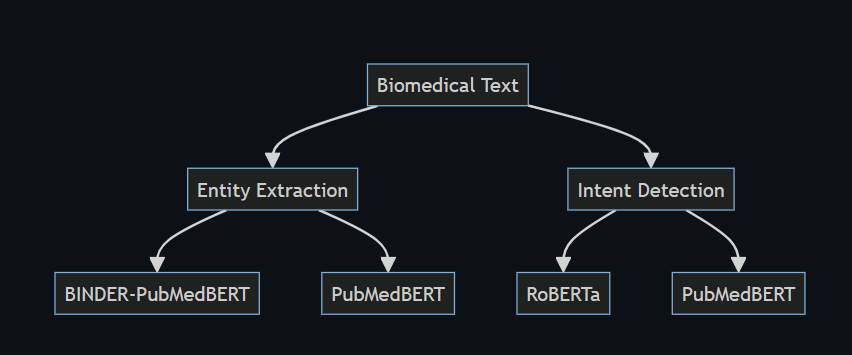 Biomedical Text
Entity Extraction
Intent Detection
BINDER-PubMedBERT
PubMedBERT
RoBERTa
PubMedBERT